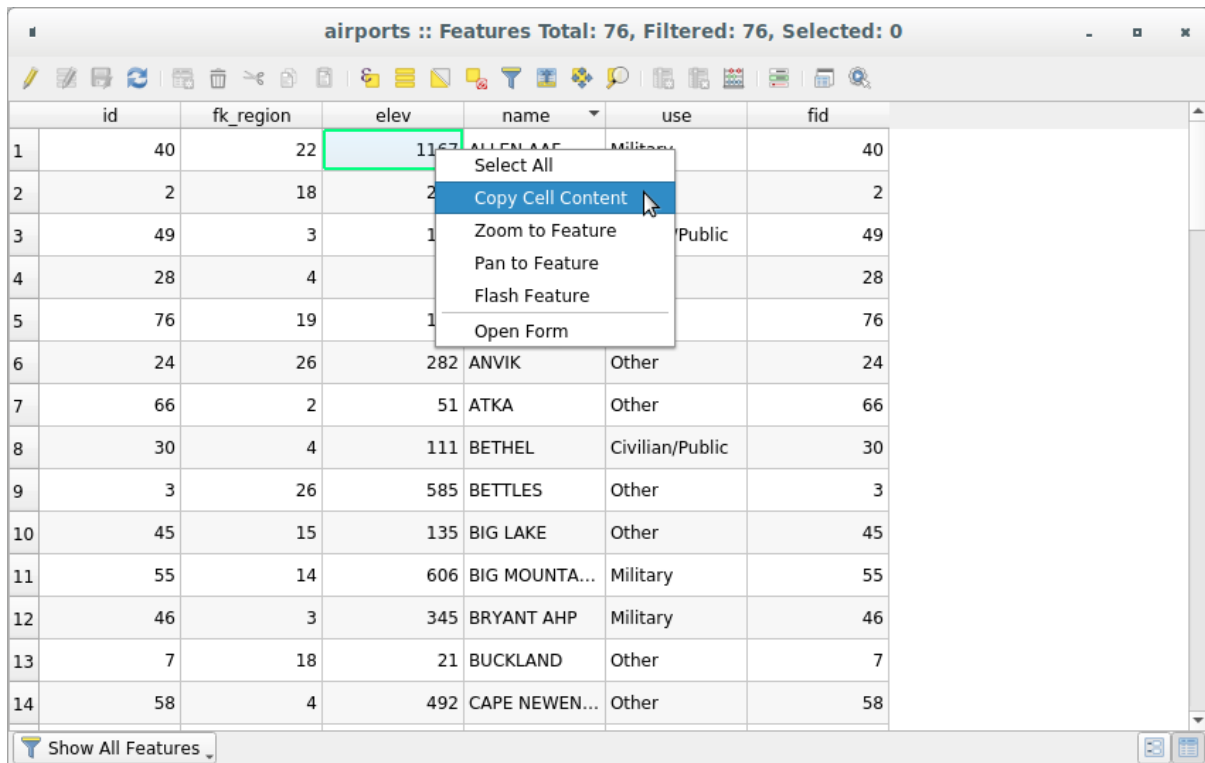 airports :: Features Total: 76, Filtered: 76, Selected: 0
id fk_region elev name use fid
1 40 22 1167 ALLEN AAF Military 40
Select All
2 18 2
Copy Cell Content
3 49 3 /Public 49
Zoom to Feature
4 28 4 28
Pan to Feature
Flash Feature
5 76 19 76
Open Form
6 24 26 282 ANVIK Other 24
7 66 2 51 ATKA Other 66
8 30 4 111 BETHEL Civilian/Public 30
9 3 26 585 BETTLES Other 3
10 45 15 135 BIG LAKE Other 45
11 55 14 606 BIG MOUNTA... Military 55
12 46 3 345 BRYANT AHP Military 46
13 7 18 21 BUCKLAND Other 7
14 58 4 492 CAPE NEWEN... Other 58
Show All Features